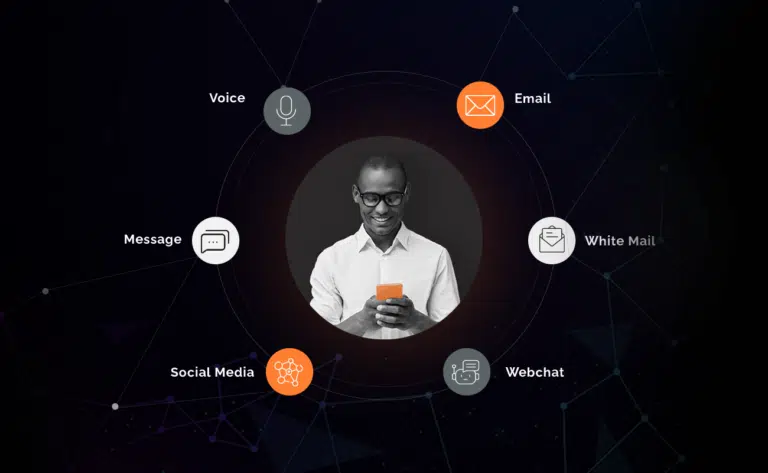 Voice
Email
Message
White Mail
Social Media
Webchat